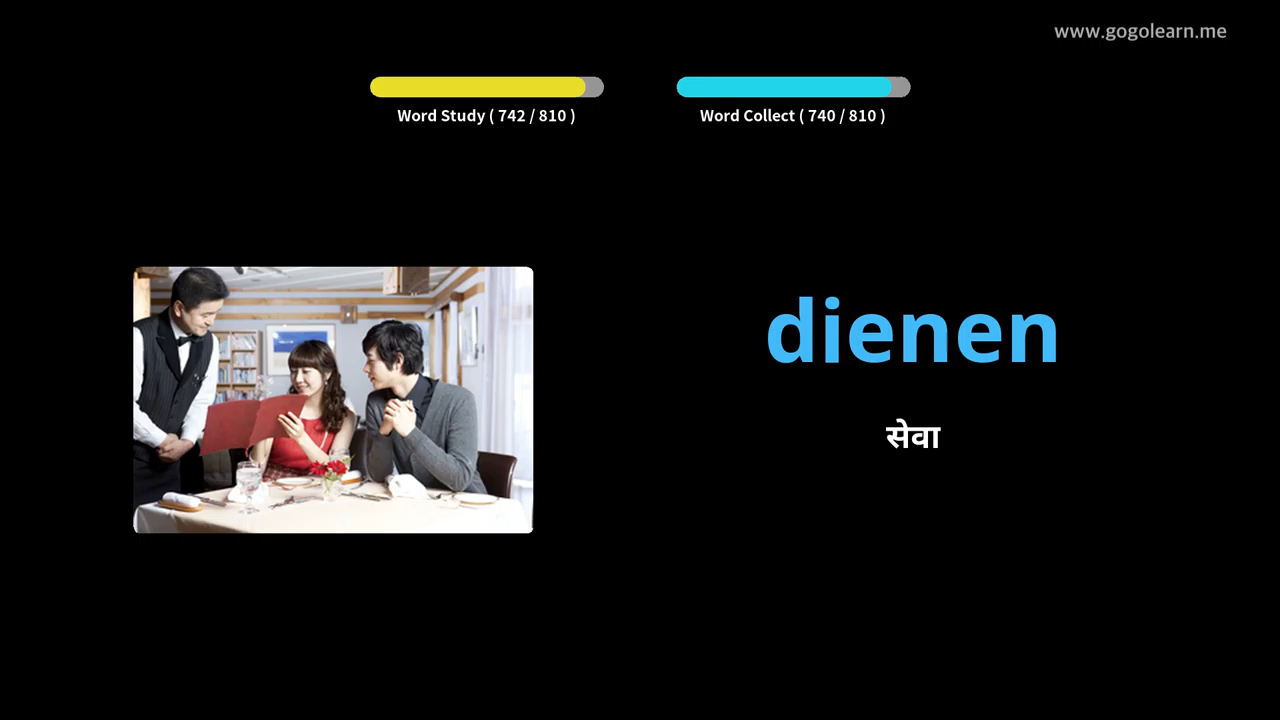 www.gogolearn.me
Word Study ( 742 / 810 )
Word Collect ( 740 / 810 )
dienen
सेवा